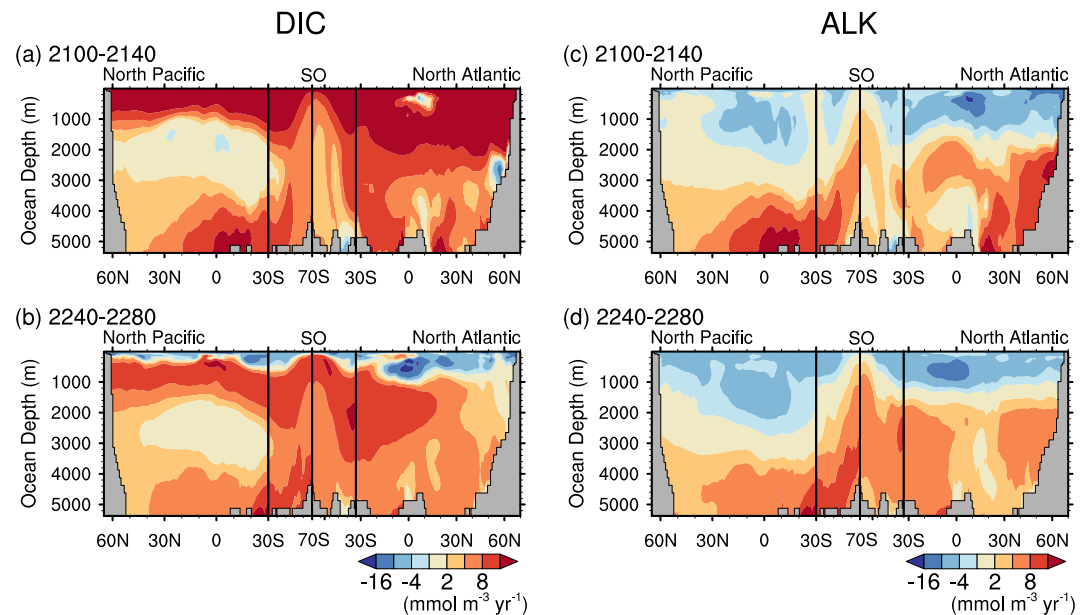 DIC
ALK
(a) 2100-2140
(c) 2100-2140
North Pacific SO North Atlantic
North Pacific SO North Atlantic
Ocean Depth (m)
1000
2000
3000
4000
5000
60N 30N 0 30S 70S 30S 0 30N 60N
Ocean Depth (m)
1000
2000
3000
4000
5000
60N 30N 0 30S 70S 30S 0 30N 60N
(b) 2240-2280
(d) 2240-2280
North Pacific SO North Atlantic
North Pacific SO North Atlantic
Ocean Depth (m)
1000
2000
3000
4000
5000
60N 30N 0 30S 70S 30S 0 30N 60N
Ocean Depth (m)
1000
2000
3000
4000
5000
60N 30N 0 30S 70S 30S 0 30N 60N
-16 -4 2 8
(mmol m⁻³ yr⁻¹)
-16 -4 2 8
(mmol m⁻³ yr⁻¹)